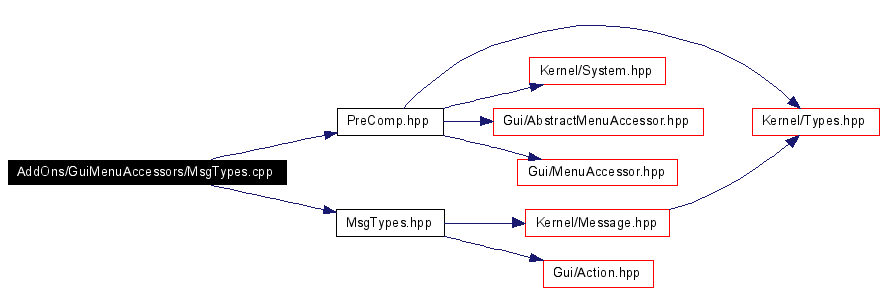 Kernel/System.hpp
PreComp.hpp
Gui/AbstractMenuAccessor.hpp
Kernel/Types.hpp
AddOns/GuiMenuAccessors/MsgTypes.cpp
Gui/MenuAccessor.hpp
MsgTypes.hpp
Kernel/Message.hpp
Gui/Action.hpp